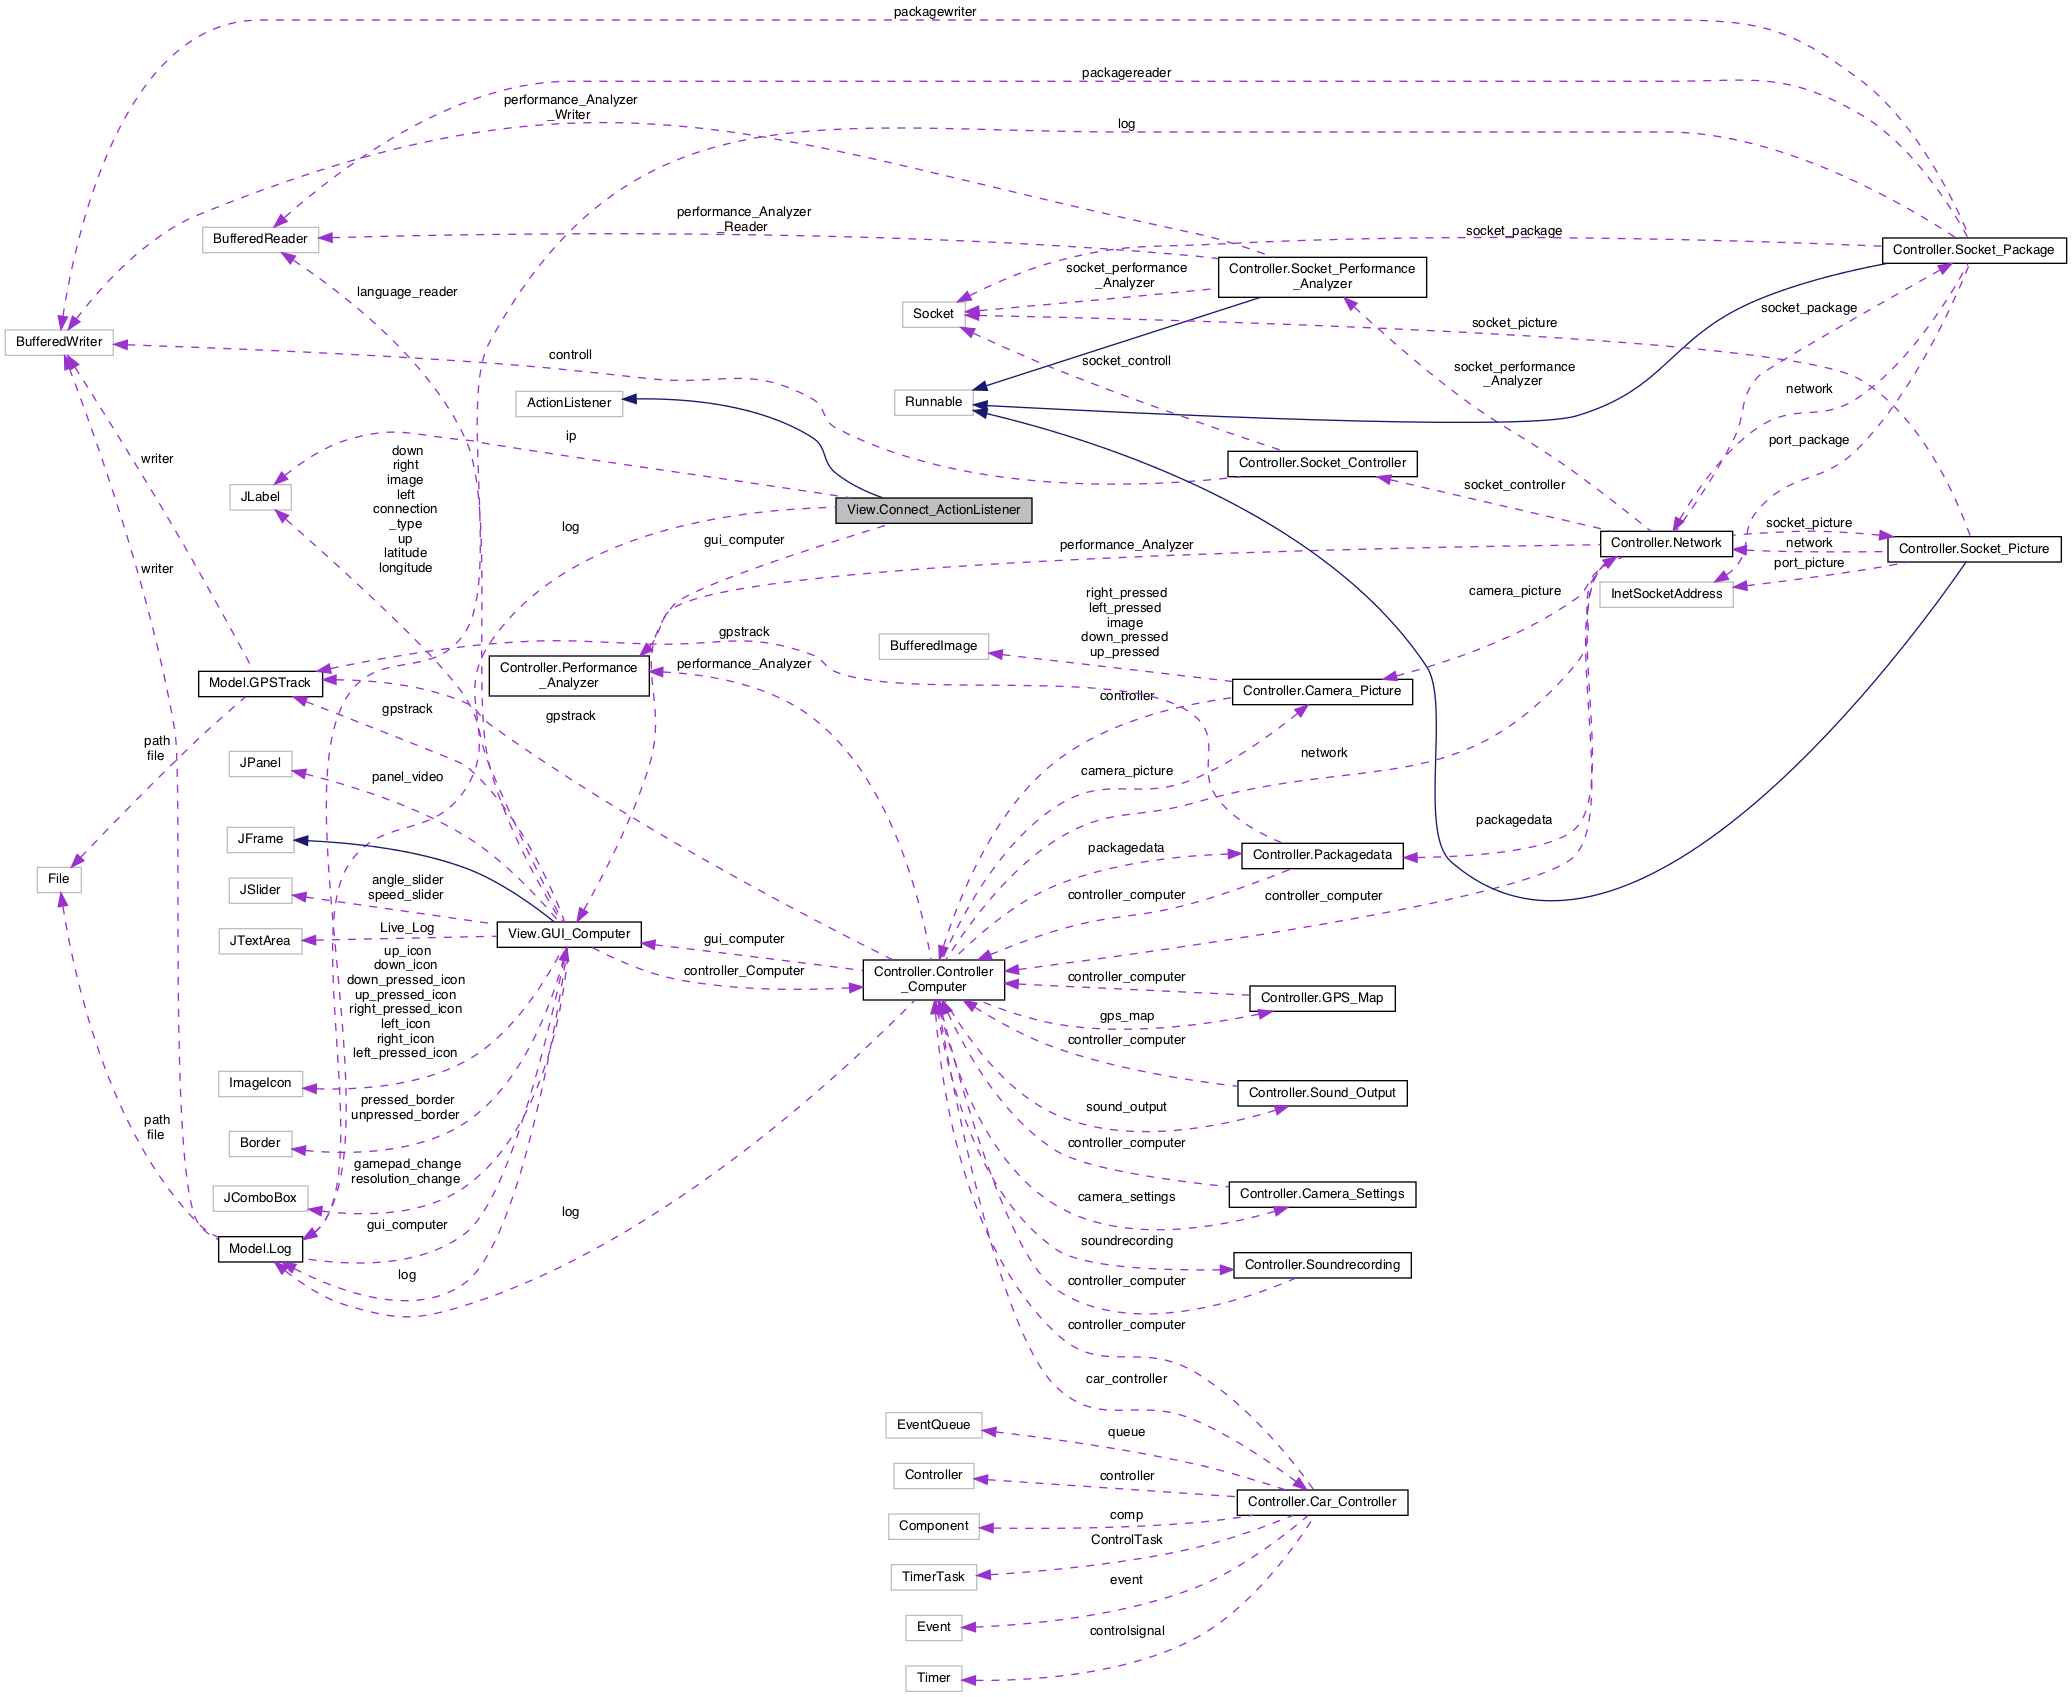 packagewriter
packagereader
performance_Analyzer
_Writer
log
performance_Analyzer
_Reader
BufferedReader
socket_package
Controller.Socket_Package
socket_performance
_Analyzer
Controller.Socket_Performance
_Analyzer
language_reader
Socket
socket_package
socket_picture
BufferedWriter
controll
socket_controll
socket_performance
_Analyzer
network
ActionListener
Runnable
ip
down
right
image
left
connection
_type
up
latitude
longitude
port_package
writer
Controller.Socket_Controller
socket_controller
JLabel
View.Connect_ActionListener
log
gui_computer
performance_Analyzer
Controller.Network
socket_picture
network
port_picture
Controller.Socket_Picture
writer
InetSocketAddress
camera_picture
right_pressed
left_pressed
image
down_pressed
up_pressed
gpstrack
BufferedImage
Controller.Performance
_Analyzer
performance_Analyzer
Model.GPSTrack
controller
Controller.Camera_Picture
gpstrack
gpstrack
path
file
JPanel
panel_video
camera_picture
network
packagedata
JFrame
packagedata
Controller.Packagedata
File
JSlider
angle_slider
speed_slider
controller_computer
controller_computer
Live_Log
View.GUI_Computer
JTextArea
gui_computer
controller_Computer
Controller.Controller
_Computer
controller_computer
Controller.GPS_Map
gps_map
up_icon
down_icon
down_pressed_icon
up_pressed_icon
right_pressed_icon
left_icon
right_icon
left_pressed_icon
controller_computer
ImageIcon
Controller.Sound_Output
pressed_border
unpressed_border
sound_output
path
file
Border
controller_computer
gamepad_change
resolution_change
JComboBox
camera_settings
Controller.Camera_Settings
gui_computer
log
Model.Log
soundrecording
Controller.Soundrecording
log
controller_computer
controller_computer
car_controller
EventQueue
queue
Controller
controller
Controller.Car_Controller
Component
comp
ControlTask
TimerTask
event
Event
controlsignal
Timer